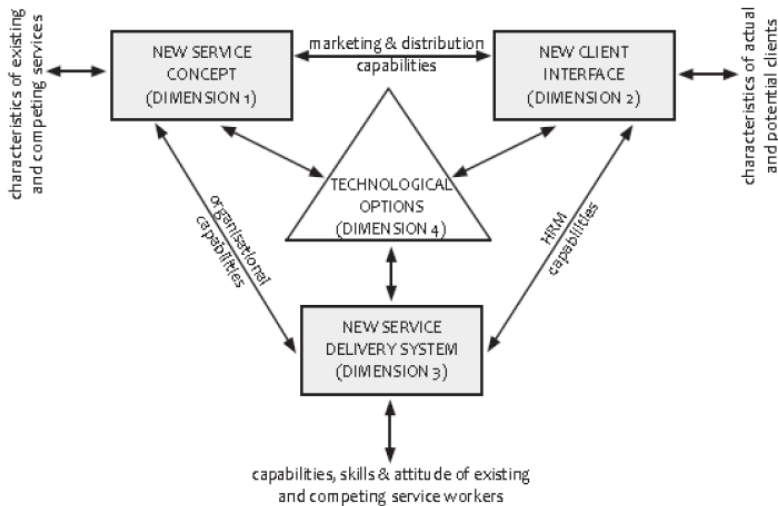 characteristics of existing
and competing services
NEW SERVICE
CONCEPT
(DIMENSION 1)
marketing & distribution
capabilities
NEW CLIENT
INTERFACE
(DIMENSION 2)
characteristics of actual
and potential clients
TECHNOLOGICAL
OPTIONS
(DIMENSION 4)
organisational
capabilities
HRM
capabilities
NEW SERVICE
DELIVERY SYSTEM
(DIMENSION 3)
capabilities, skills & attitude of existing
and competing service workers